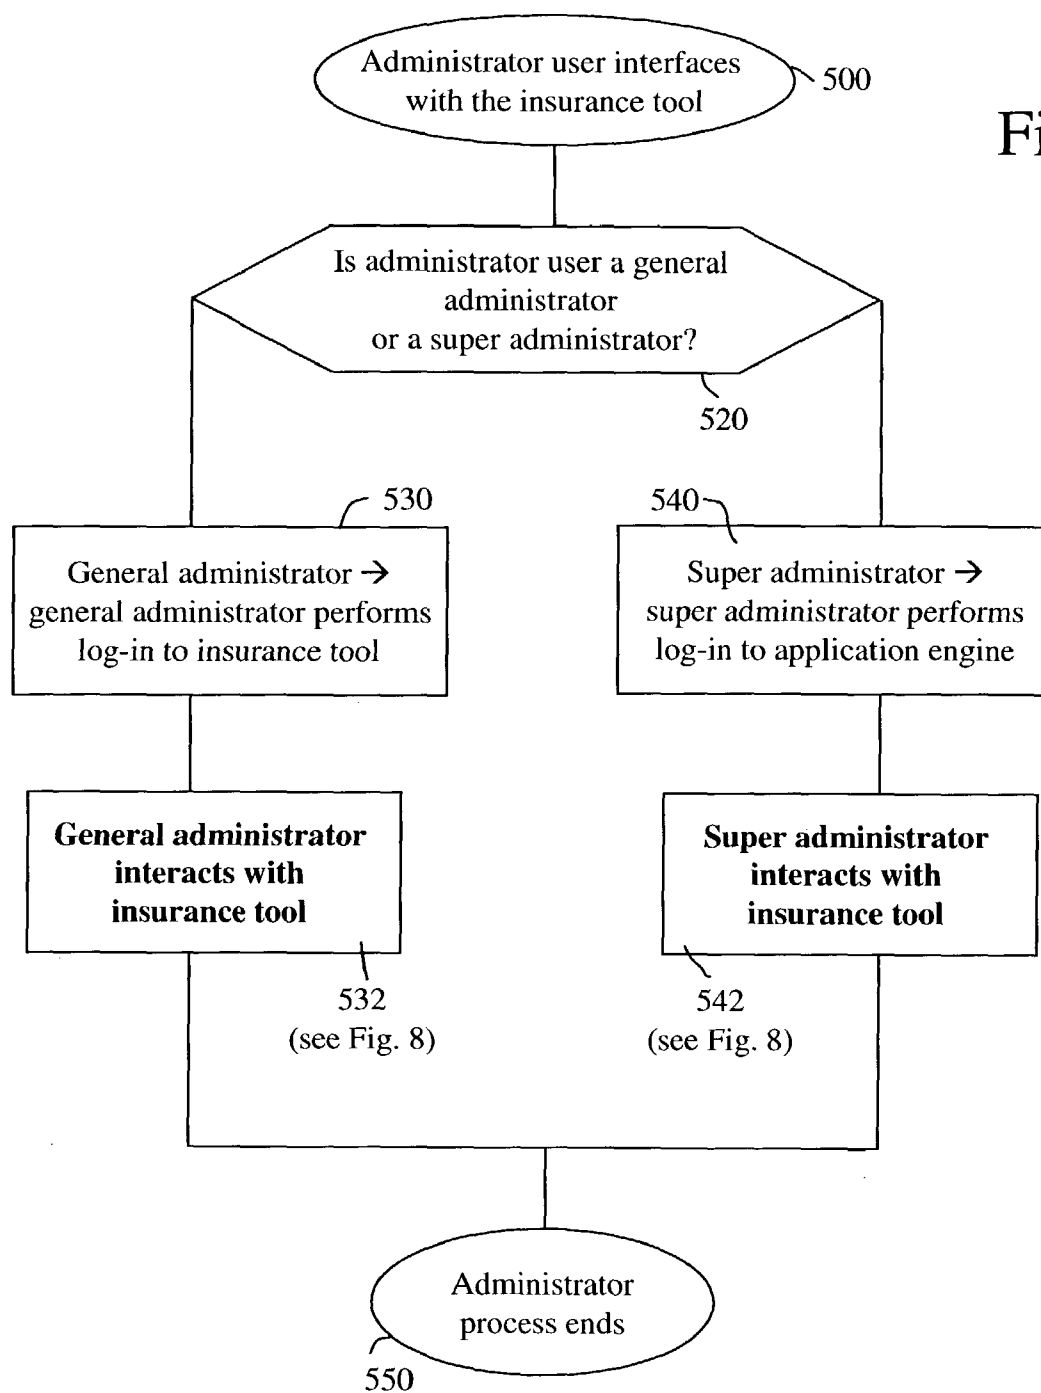 Administrator user interfaces
with the insurance tool
500
Fi
Is administrator user a general
administrator
or a super administrator?
520
530
540
General administrator →
general administrator performs
log-in to insurance tool
Super administrator →
super administrator performs
log-in to application engine
General administrator
interacts with
insurance tool
Super administrator
interacts with
insurance tool
532
(see Fig. 8)
542
(see Fig. 8)
Administrator
process ends
550